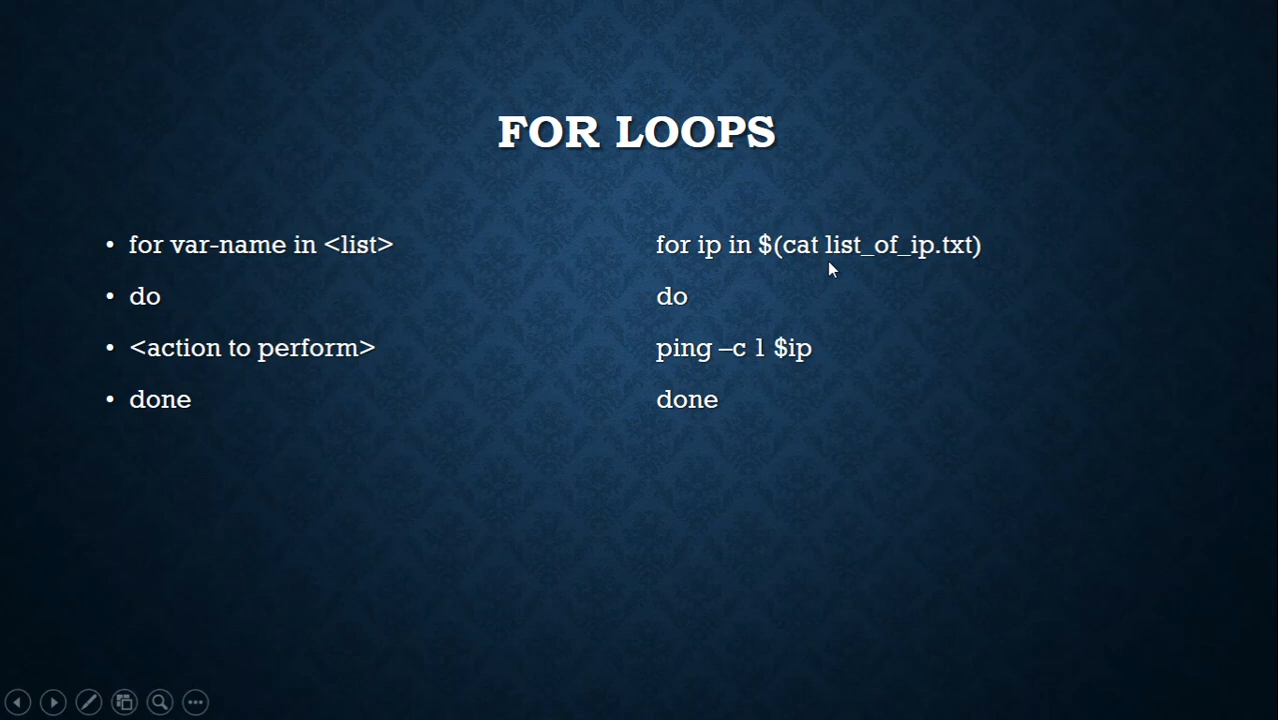 FOR LOOPS
• for var-name in <list>
• do
• <action to perform>
• done
for ip in $(cat list_of_ip.txt)
do
ping –c 1 $ip
done